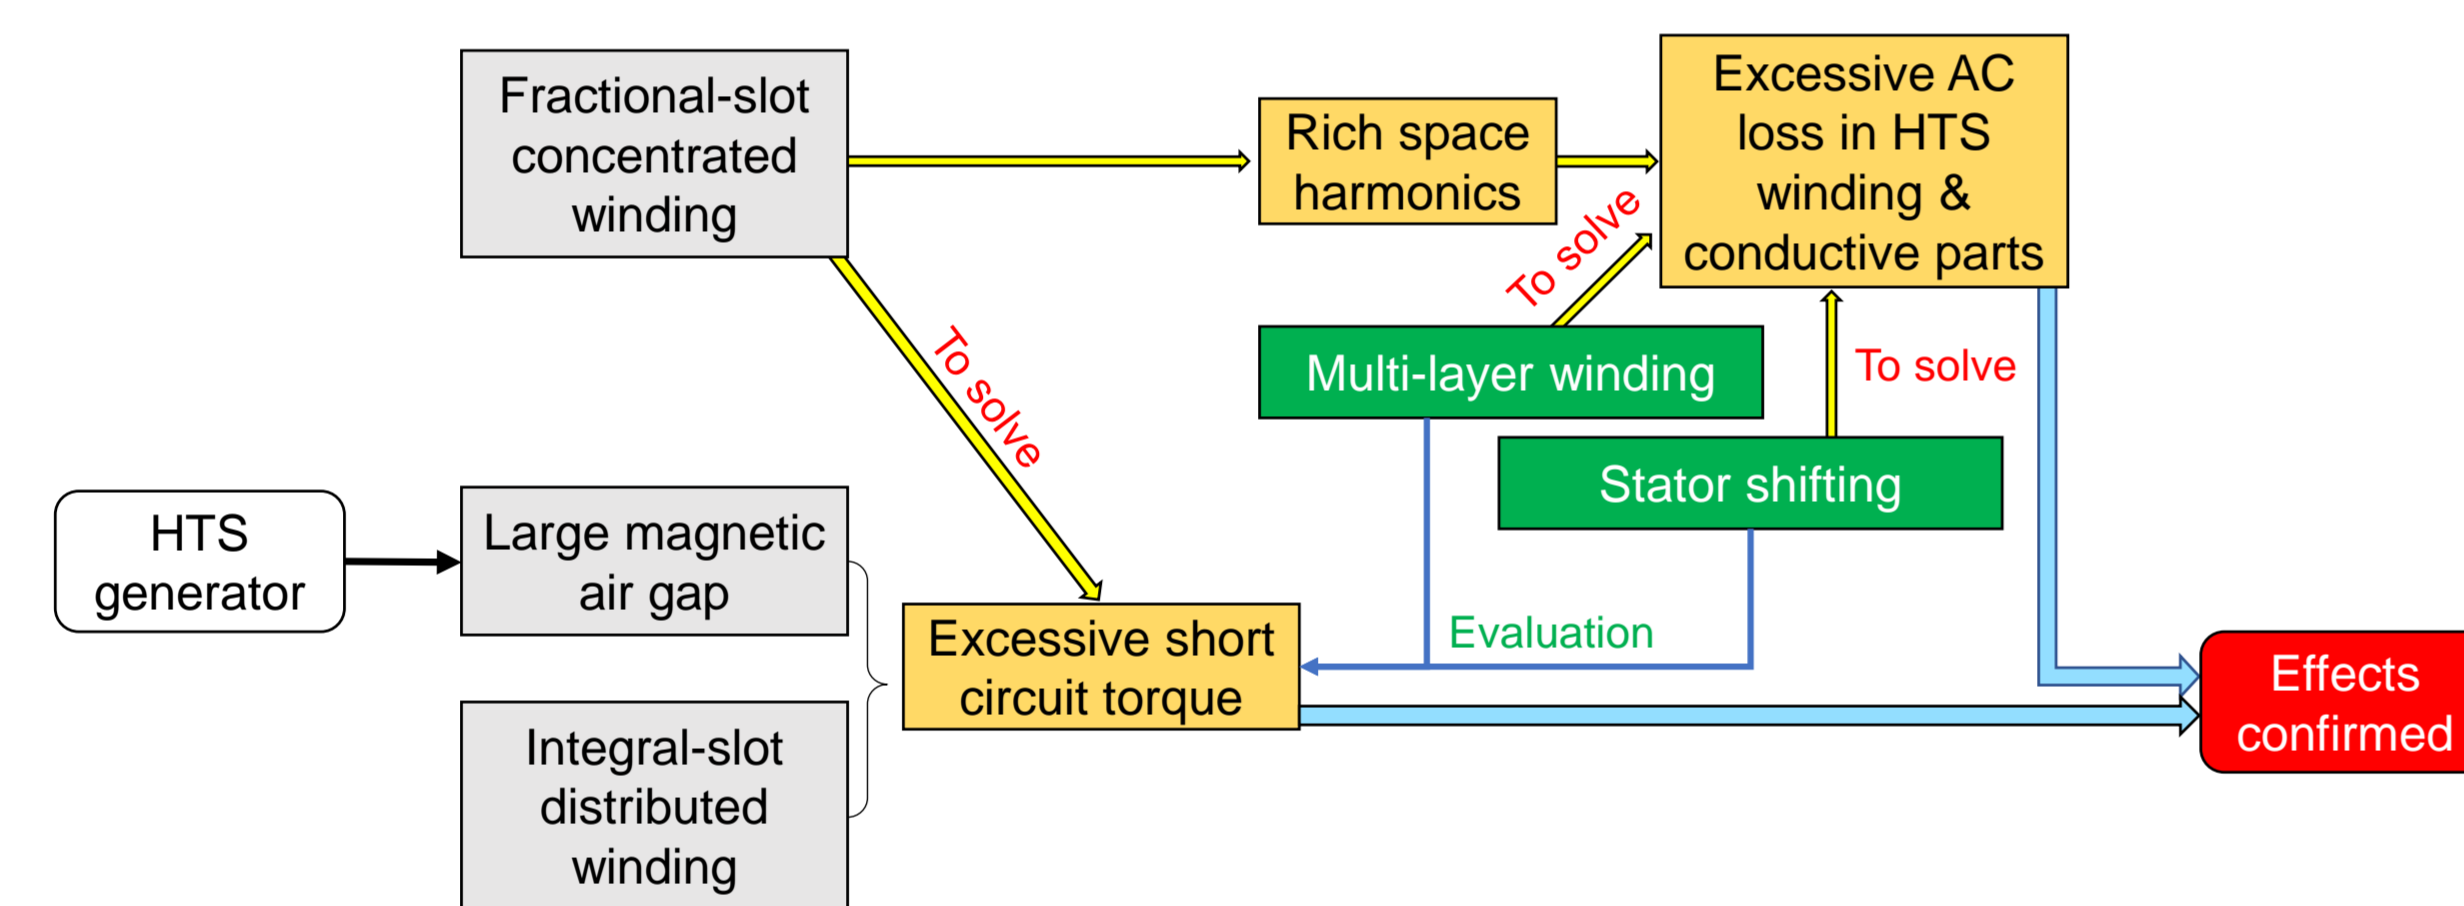 Fractional-slot
concentrated
winding
Rich space
harmonics
Excessive AC
loss in HTS
winding &
conductive parts
To solve
Multi-layer winding
To solve
Stator shifting
To solve
HTS
generator
Large magnetic
air gap
Integral-slot
distributed
winding
Excessive short
circuit torque
Evaluation
Effects
confirmed